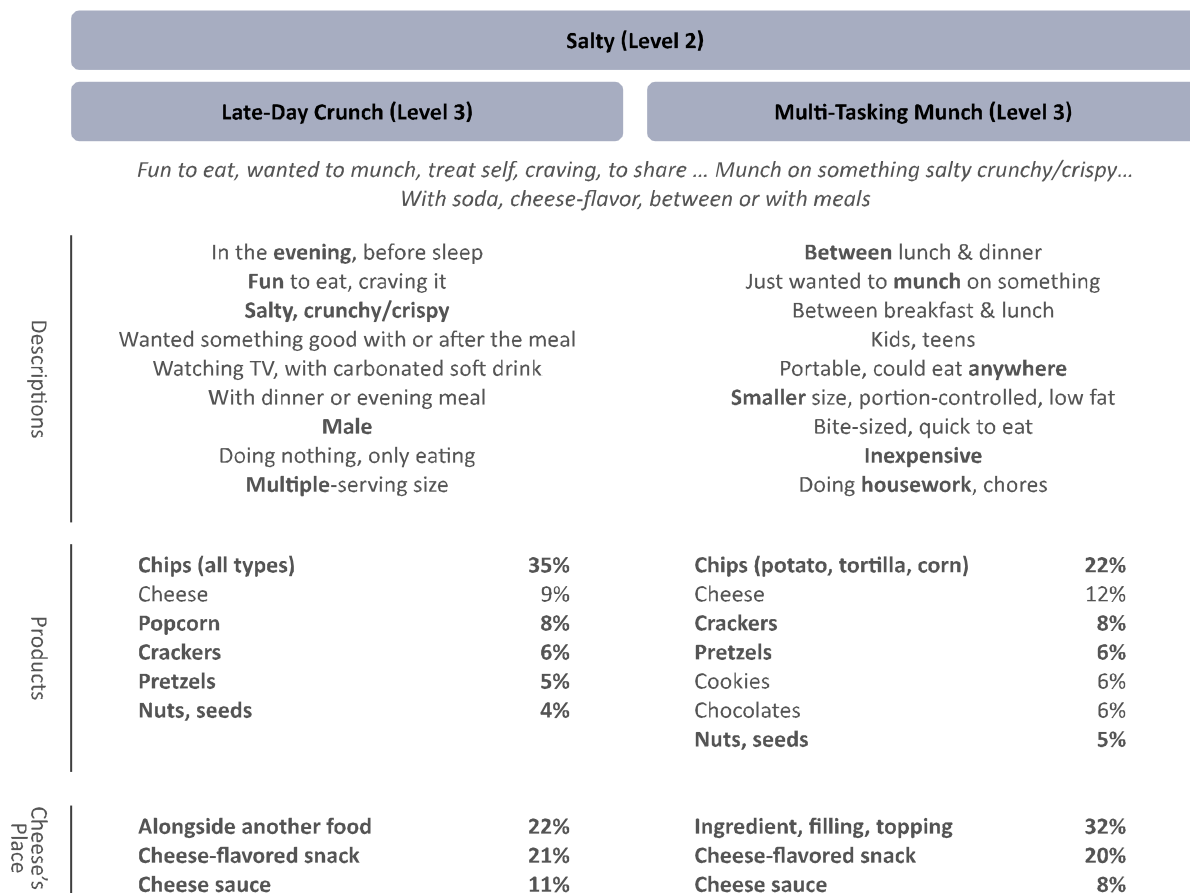 Salty (Level 2)
Late-Day Crunch (Level 3)
Multi-Tasking Munch (Level 3)
Fun to eat, wanted to munch, treat self, craving, to share ... Munch on something salty crunchy/crispy...
With soda, cheese-flavor, between or with meals
Descriptions
In the evening, before sleep
Fun to eat, craving it
Salty, crunchy/crispy
Wanted something good with or after the meal
Watching TV, with carbonated soft drink
With dinner or evening meal
Male
Doing nothing, only eating
Multiple-serving size
Between lunch & dinner
Just wanted to munch on something
Between breakfast & lunch
Kids, teens
Portable, could eat anywhere
Smaller size, portion-controlled, low fat
Bite-sized, quick to eat
Inexpensive
Doing housework, chores
Products
Chips (all types) 35%
Cheese 9%
Popcorn 8%
Crackers 6%
Pretzels 5%
Nuts, seeds 4%
Chips (potato, tortilla, corn) 22%
Cheese 12%
Crackers 8%
Pretzels 6%
Cookies 6%
Chocolates 6%
Nuts, seeds 5%
Cheese's
Place
Alongside another food 22%
Cheese-flavored snack 21%
Cheese sauce 11%
Ingredient, filling, topping 32%
Cheese-flavored snack 20%
Cheese sauce 8%